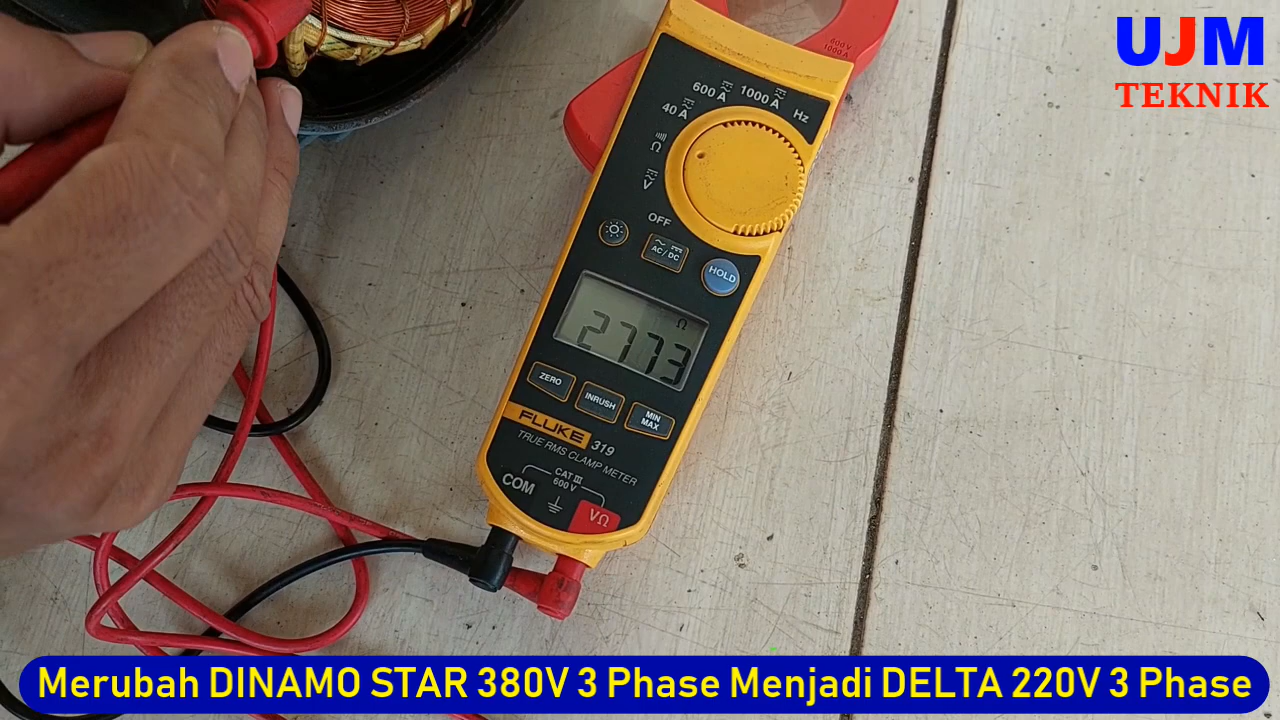 UJM
TEKNIK
600 V
1000 A
600 A
1000 A
Hz
40 A
Ω
V
OFF
AC / DC
HOLD
Ω
2773
ZERO
INRUSH
MIN
MAX
FLUKE 319
TRUE RMS CLAMP METER
CAT III
600 V
COM
VΩ
Merubah DINAMO STAR 380V 3 Phase Menjadi DELTA 220V 3 Phase